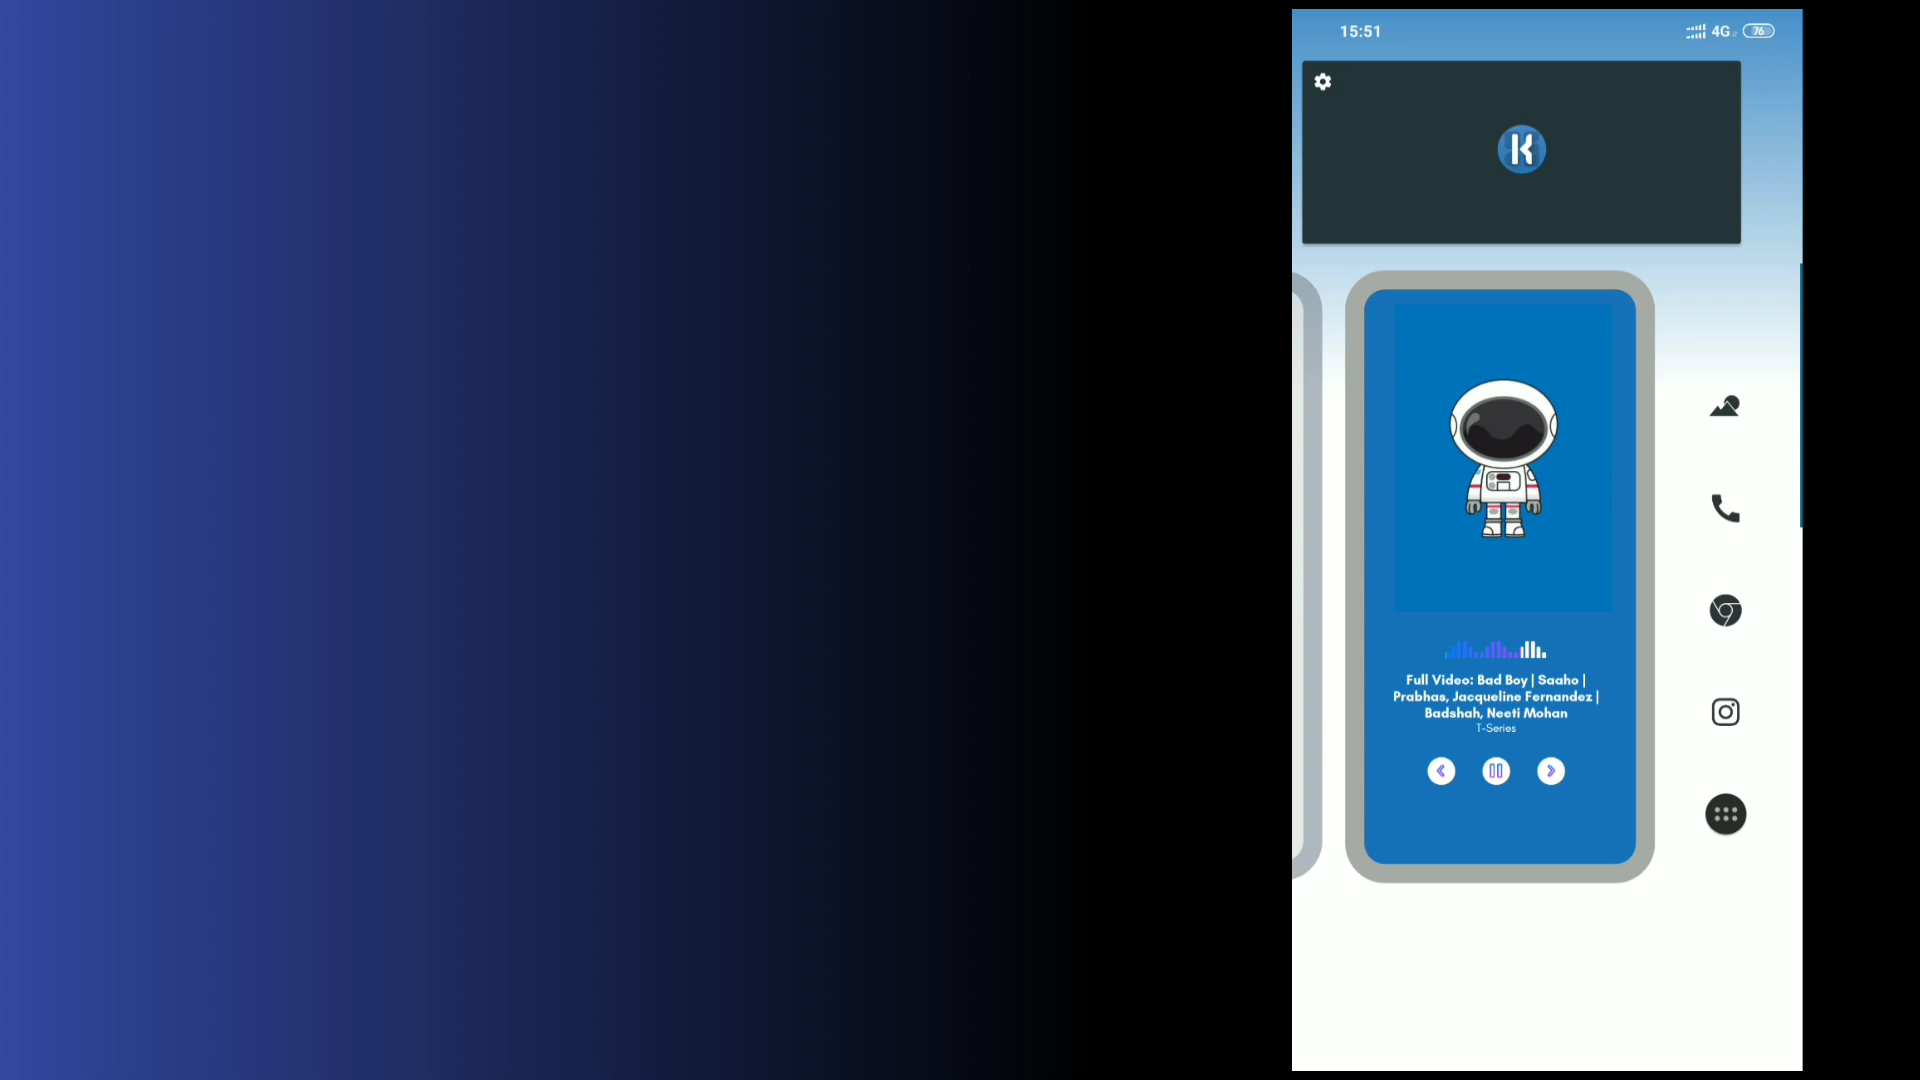 15:51
4G
76
K
Full Video: Bad Boy | Saaho |
Prabhas, Jacqueline Fernandez |
Badshah, Neeti Mohan
T-Series